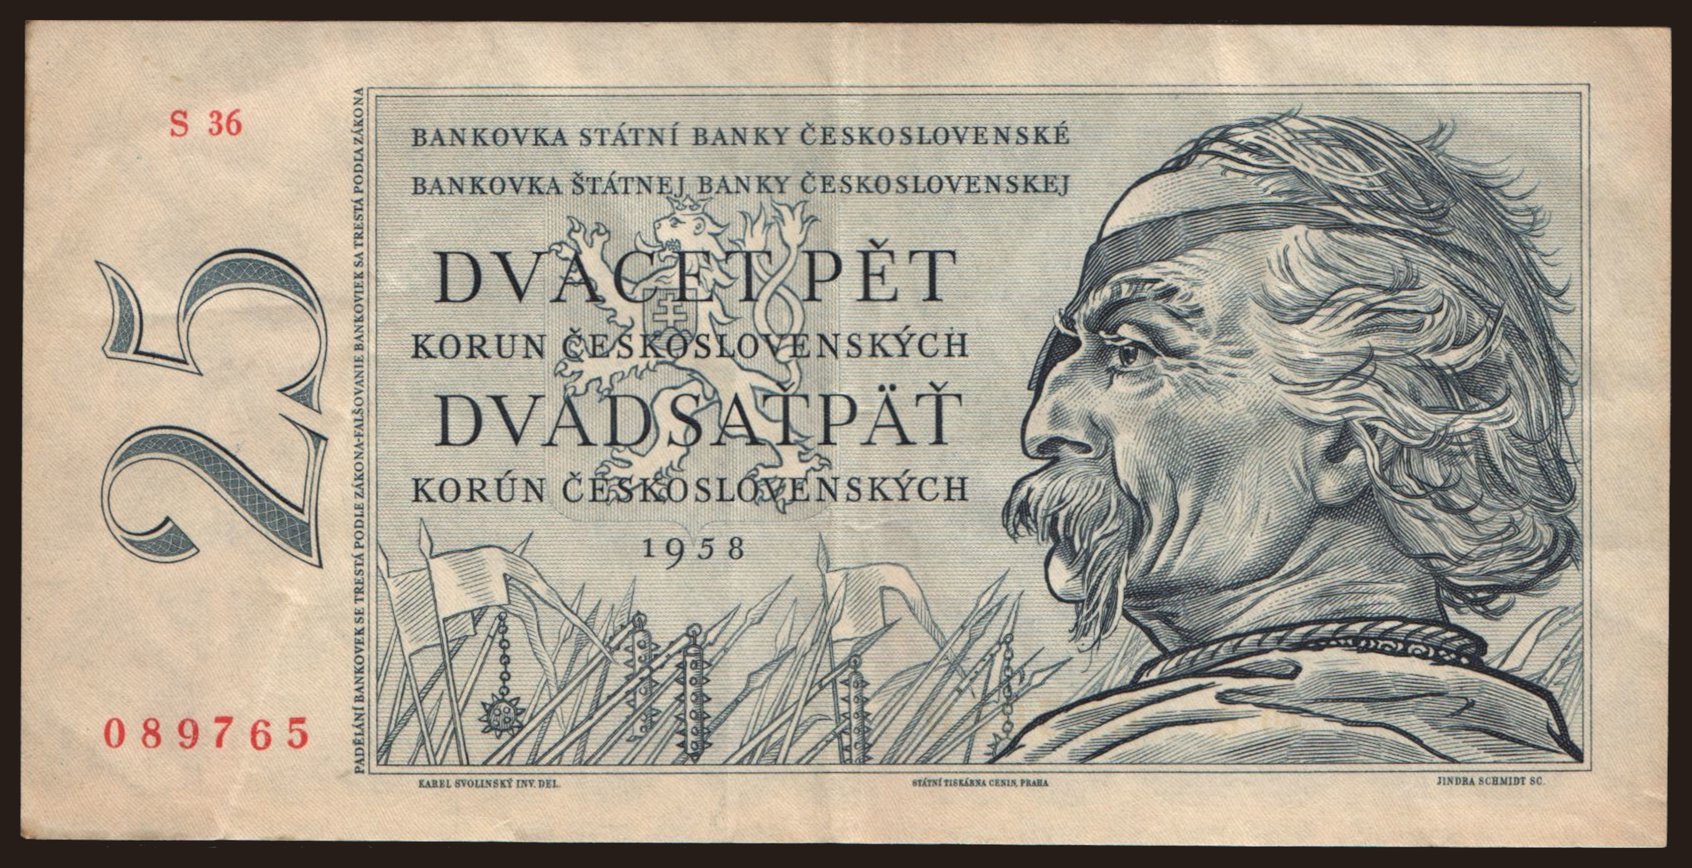 S 36
BANKOVKA STÁTNÍ BANKY ČESKOSLOVENSKÉ
BANKOVKA ŠTÁTNEJ BANKY ČESKOSLOVENSKEJ
DVACET PĚT
KORUN ČESKOSLOVENSKÝCH
DVADSAŤPÄŤ
KORÚN ČESKOSLOVENSKÝCH
1958
25
PADĚLÁNÍ BANKOVEK SE TRESTÁ PODLE ZÁKONA-FALŠOVANIE BANKOVIEK SA TRESTÁ PODĽA ZÁKONA
089765
KAREL SVOLINSKÝ INV. DEL.
STÁTNÍ TISKÁRNA CENIN, PRAHA
JINDRA SCHMIDT SC.